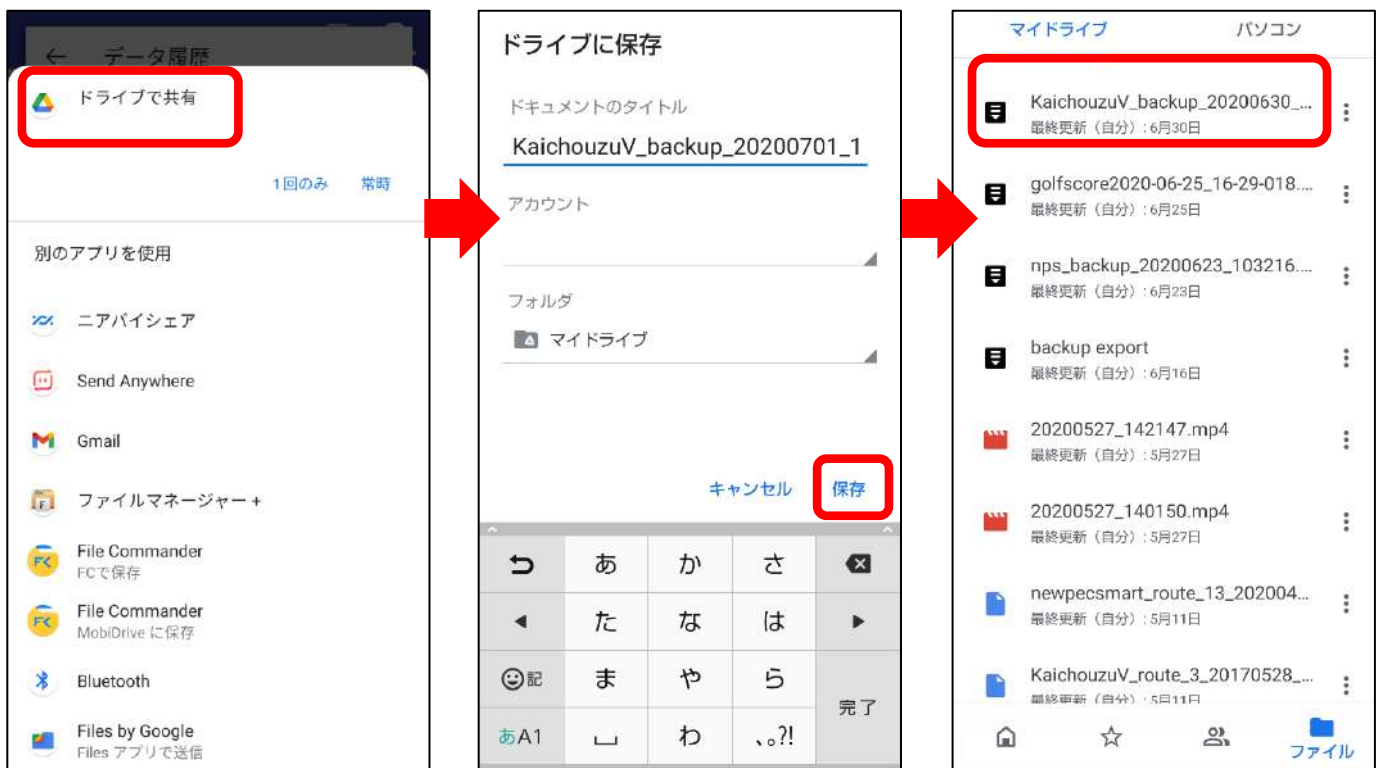 データ履歴
ドライブで共有
1回のみ 常時
別のアプリを使用
ニアバイシェア
Send Anywhere
Gmail
ファイルマネージャー +
File Commander
FCで保存
File Commander
MobiDrive に保存
Bluetooth
Files by Google
Files アプリで送信
ドライブに保存
ドキュメントのタイトル
KaichouzuV_backup_20200701_1
アカウント
フォルダ
マイドライブ
キャンセル 保存
あ か さ
た な は
記 ま や ら
完了
あA1 わ 、。?!
マイドライブ パソコン
KaichouzuV_backup_20200630_...
最終更新（自分）: 6月30日
golfscore2020-06-25_16-29-018....
最終更新（自分）: 6月25日
nps_backup_20200623_103216....
最終更新（自分）: 6月23日
backup export
最終更新（自分）: 6月16日
20200527_142147.mp4
最終更新（自分）: 5月27日
20200527_140150.mp4
最終更新（自分）: 5月27日
newpecsmart_route_13_202004...
最終更新（自分）: 5月11日
KaichouzuV_route_3_20170528_...
最終更新（自分）: 5月11日
ファイル